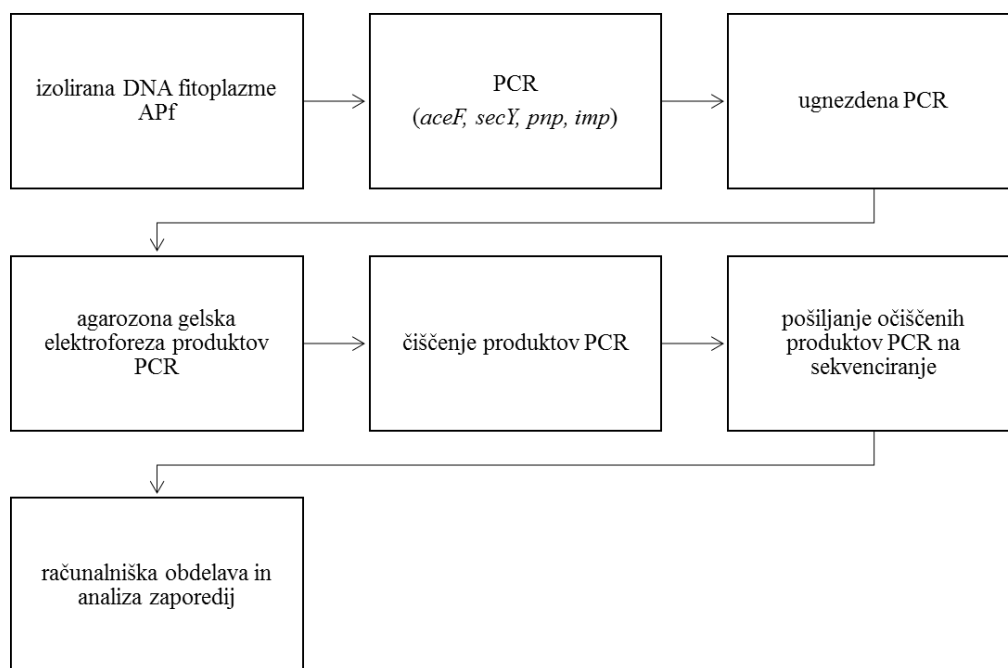 izolirana DNA fitoplazme
APf
PCR
(aceF, secY, pnp, imp)
ugnezdena PCR
agarozona gelska
elektroforeza produktov
PCR
čiščenje produktov PCR
pošiljanje očiščenih
produktov PCR na
sekvenciranje
računalniška obdelava in
analiza zaporedij